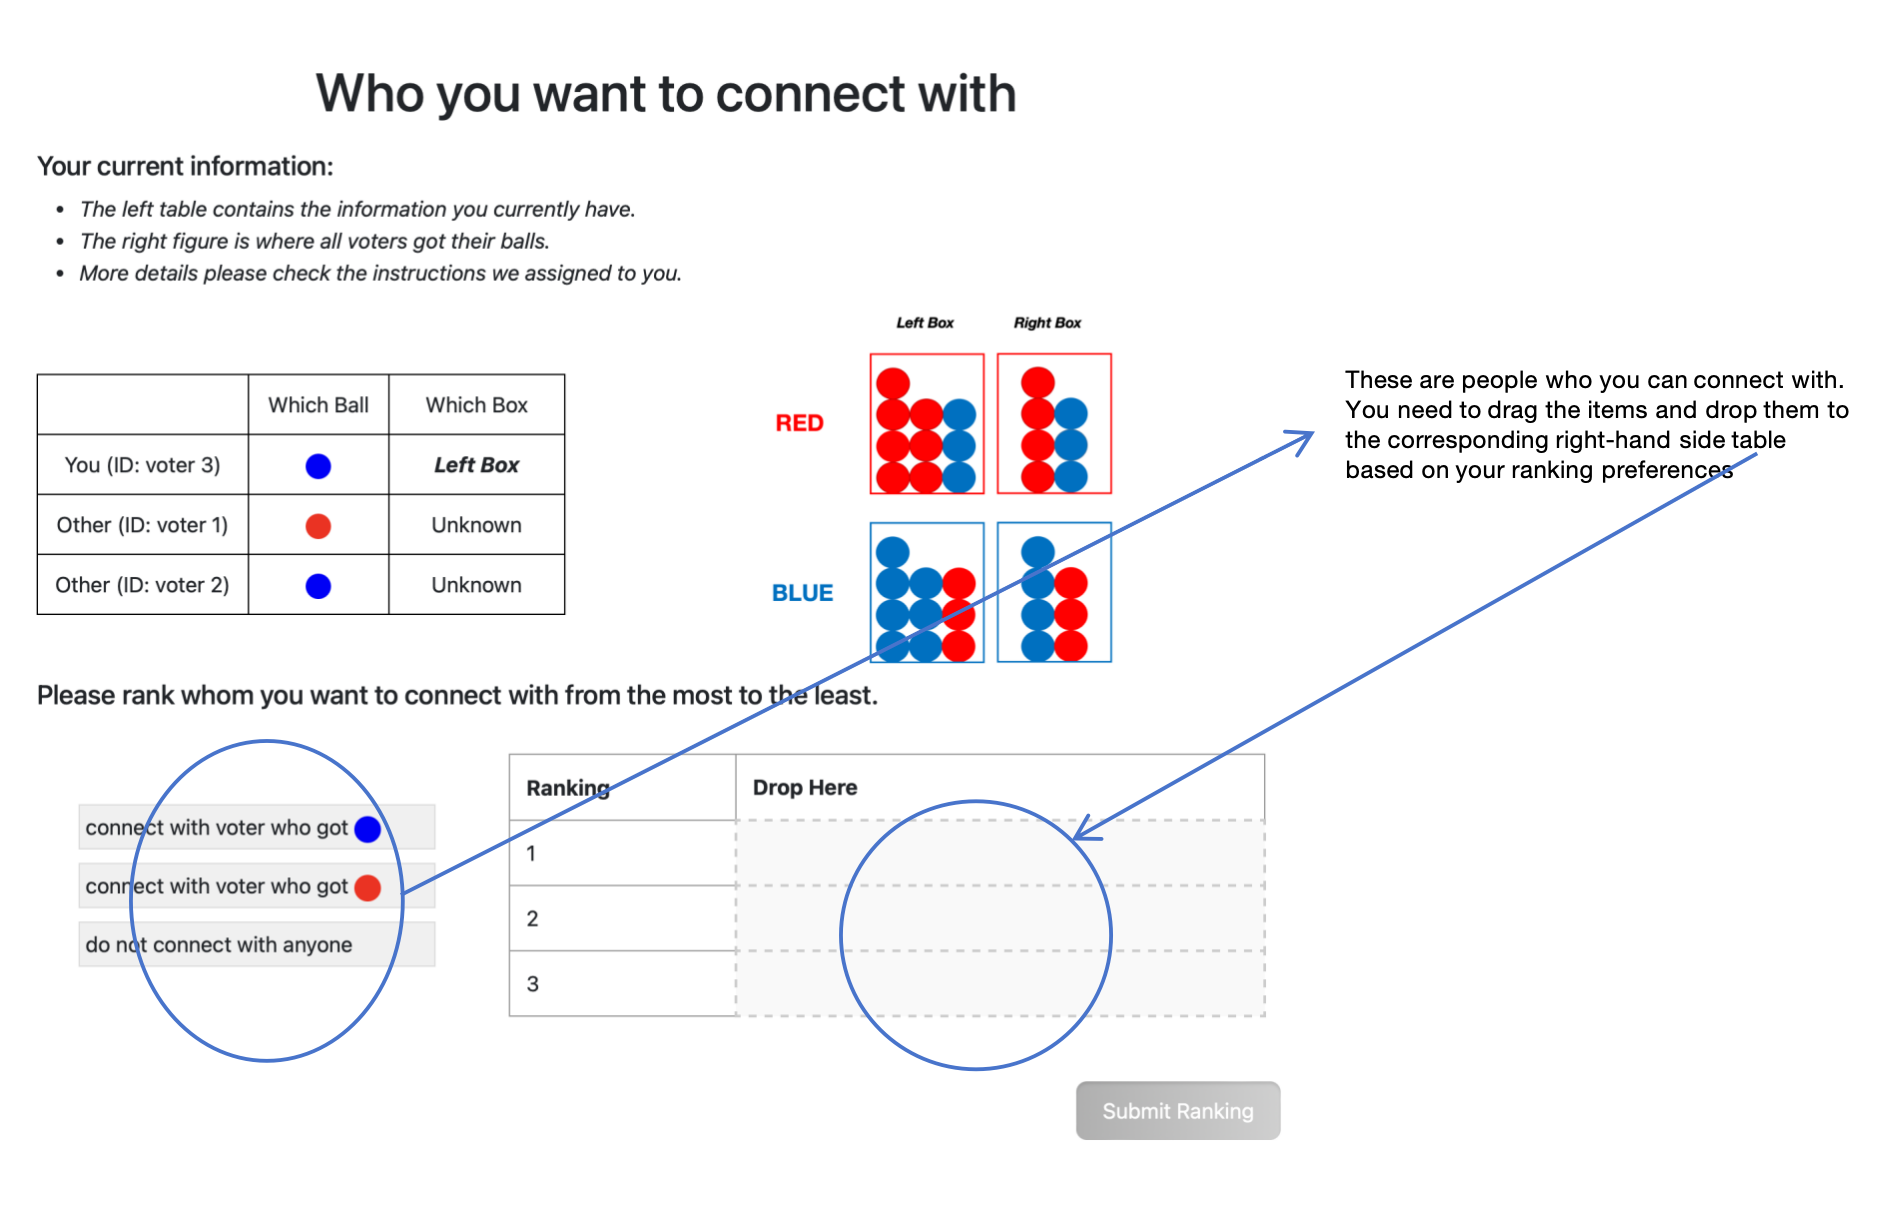 Who you want to connect with
Your current information:
• The left table contains the information you currently have.
• The right figure is where all voters got their balls.
• More details please check the instructions we assigned to you.
Left Box Right Box
Which Ball Which Box
You (ID: voter 3) Left Box
Other (ID: voter 1) Unknown
Other (ID: voter 2) Unknown
RED
BLUE
These are people who you can connect with.
You need to drag the items and drop them to
the corresponding right-hand side table
based on your ranking preferences
Please rank whom you want to connect with from the most to the least.
connect with voter who got
connect with voter who got
do not connect with anyone
Ranking Drop Here
1
2
3
Submit Ranking